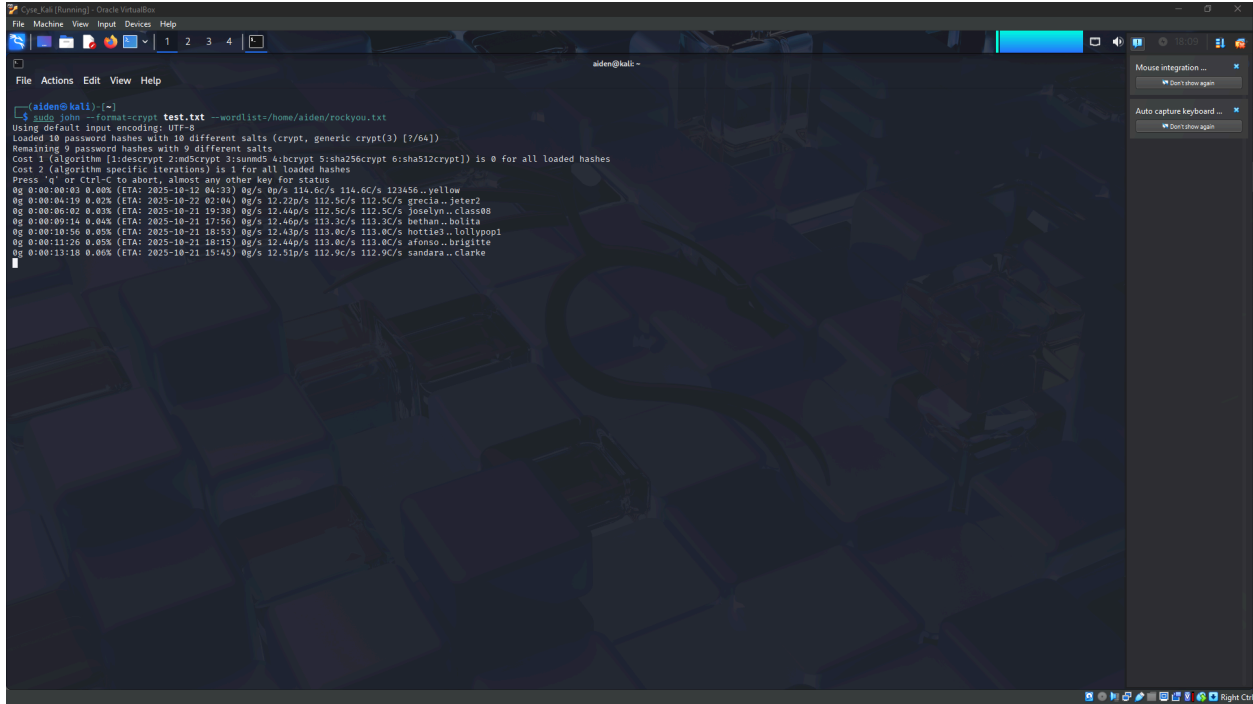 Cyse_Kali [Running] - Oracle VirtualBox
File Machine View Input Devices Help
1 2 3 4
18:09
aiden@kali: ~
File Actions Edit View Help
Mouse integration ...
Don't show again
Auto capture keyboard ...
Don't show again
(aiden㉿kali)-[~]
$ sudo john --format=crypt test.txt --wordlist=/home/aiden/rockyou.txt
Using default input encoding: UTF-8
Loaded 10 password hashes with 10 different salts (crypt, generic crypt(3) [?/64])
Remaining 9 password hashes with 9 different salts
Cost 1 (algorithm [1:descrypt 2:md5crypt 3:sunmd5 4:bcrypt 5:sha256crypt 6:sha512crypt]) is 0 for all loaded hashes
Cost 2 (algorithm specific iterations) is 1 for all loaded hashes
Press 'q' or Ctrl-C to abort, almost any other key for status
0g 0:00:00:03 0.00% (ETA: 2025-10-12 04:33) 0g/s 0p/s 114.6c/s 114.6C/s 123456..yellow
0g 0:00:04:19 0.02% (ETA: 2025-10-22 02:04) 0g/s 12.22p/s 112.5c/s 112.5C/s grecia..jeter2
0g 0:00:06:02 0.03% (ETA: 2025-10-21 19:38) 0g/s 12.44p/s 112.5c/s 112.5C/s joselyn..class08
0g 0:00:09:14 0.04% (ETA: 2025-10-21 17:56) 0g/s 12.46p/s 113.3c/s 113.3C/s bethan..bolita
0g 0:00:10:56 0.05% (ETA: 2025-10-21 18:53) 0g/s 12.43p/s 113.0c/s 113.0C/s hottie3..lollypop1
0g 0:00:11:26 0.05% (ETA: 2025-10-21 18:15) 0g/s 12.44p/s 113.0c/s 113.0C/s afonso..brigitte
0g 0:00:13:18 0.06% (ETA: 2025-10-21 15:45) 0g/s 12.51p/s 112.9c/s 112.9C/s sandara..clarke
Right Ctrl